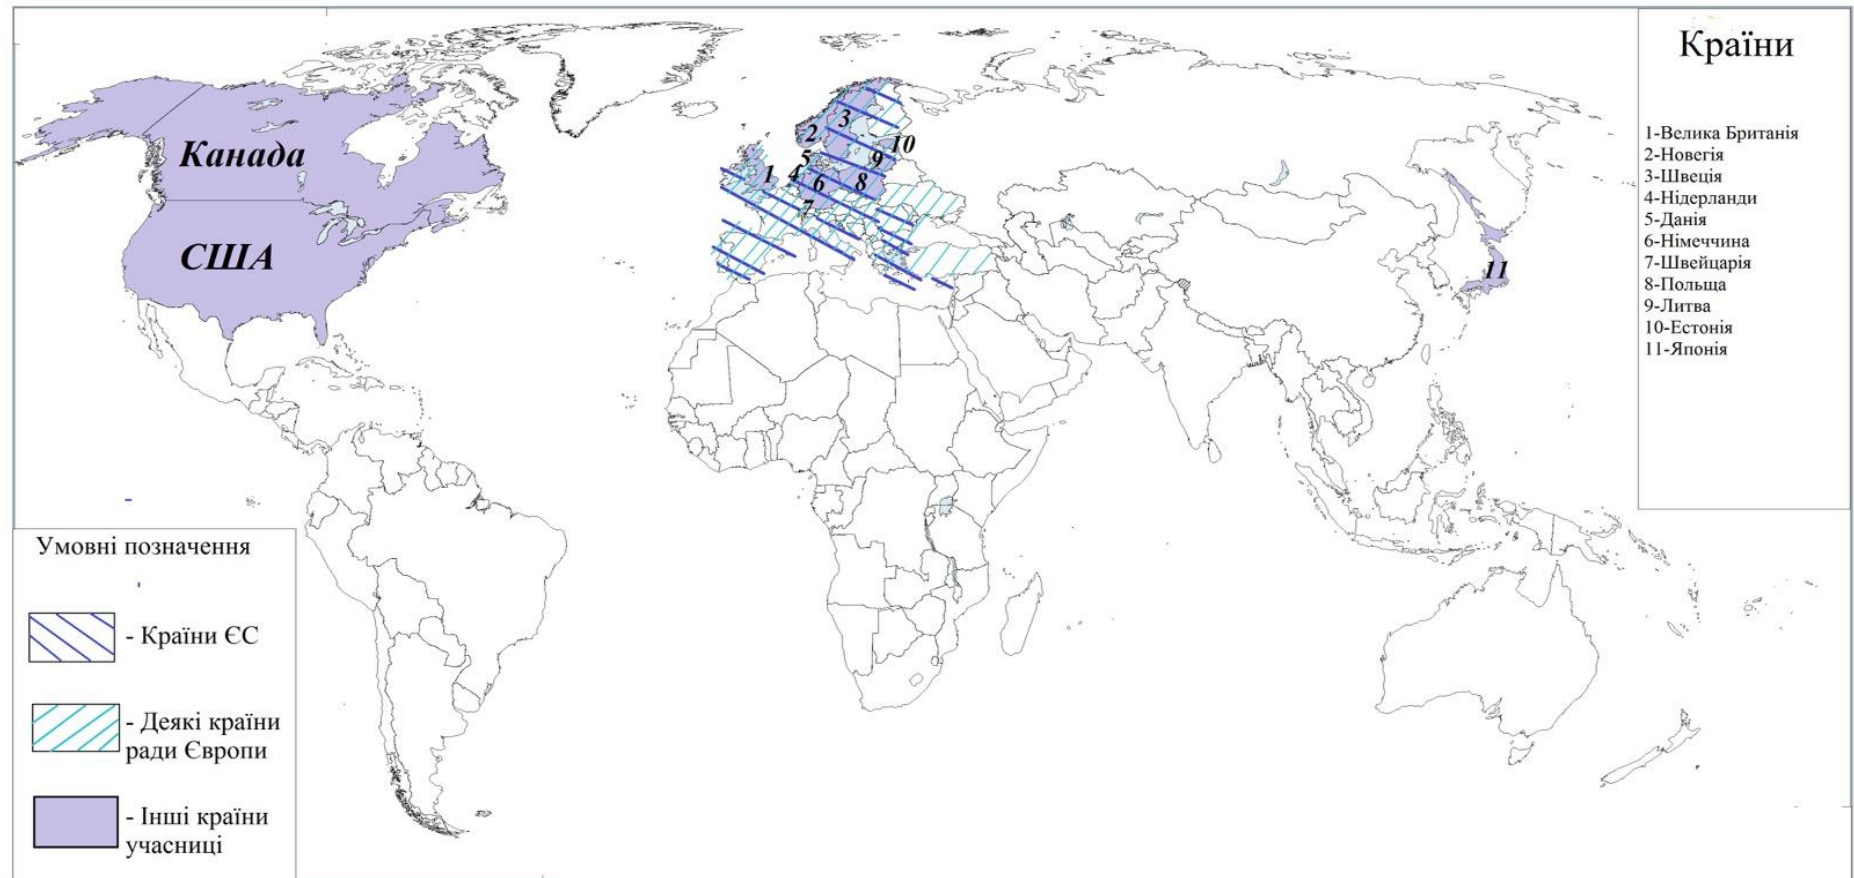 Країни
1-Велика Британія
2-Новегія
3-Швеція
4-Нідерланди
5-Данія
6-Німеччина
7-Швейцарія
8-Польща
9-Литва
10-Естонія
11-Японія
Канада
США
1
2
3
4
5
6
7
8
9
10
11
Умовні позначення
- Країни ЄС
- Деякі країни
ради Європи
- Інші країни
учасниці